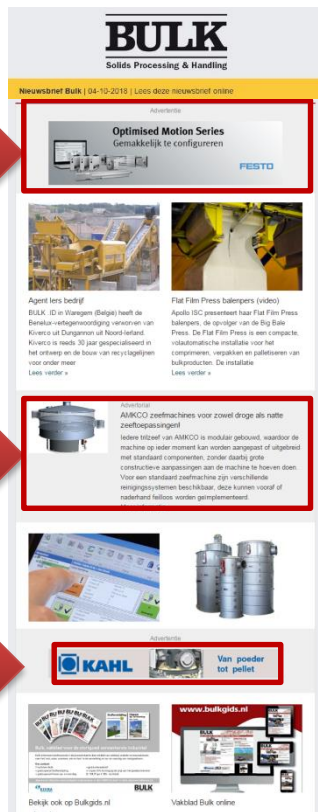 BULK
Solids Processing & Handling
Nieuwsbrief Bulk | 04-10-2018 | Lees deze nieuwsbrief online
Advertentie
Optimised Motion Series
Gemakkelijk te configureren
FESTO
Agent Iers bedrijf
BULK .ID in Waregem (België) heeft de
Benelux-vertegenwoordiging verworven van
Kiverco uit Dungannon uit Noord-Ierland.
Kiverco is reeds 30 jaar gespecialiseerd in
het ontwerp en de bouw van recyclagelijnen
voor onder meer
Lees verder »
Flat Film Press balenpers (video)
Apollo ISC presenteert haar Flat Film Press
balenpers, de opvolger van de Big Bale
Press. De Flat Film Press is een compacte,
volautomatische installatie voor het
comprimeren, verpakken en palletiseren van
bulkproducten. De installatie
Lees verder »
Advertorial
AMKCO zeefmachines voor zowel droge als natte
zeeftoepassingen!
Iedere trilzeef van AMKCO is modulair gebouwd, waardoor de
machine op ieder moment kan worden aangepast of uitgebreid
met standaard componenten, zonder daarbij grote
constructieve aanpassingen aan de machine te hoeven doen.
Voor een standaard zeefmachine zijn verschillende
reinigingssystemen beschikbaar, deze kunnen vooraf of
naderhand feilloos worden geïmplementeerd.
Advertentie
KAHL
Van poeder
tot pellet
www.bulkgids.nl
BULK
Bekijk ook op Bulkgids.nl
Vakblad Bulk online